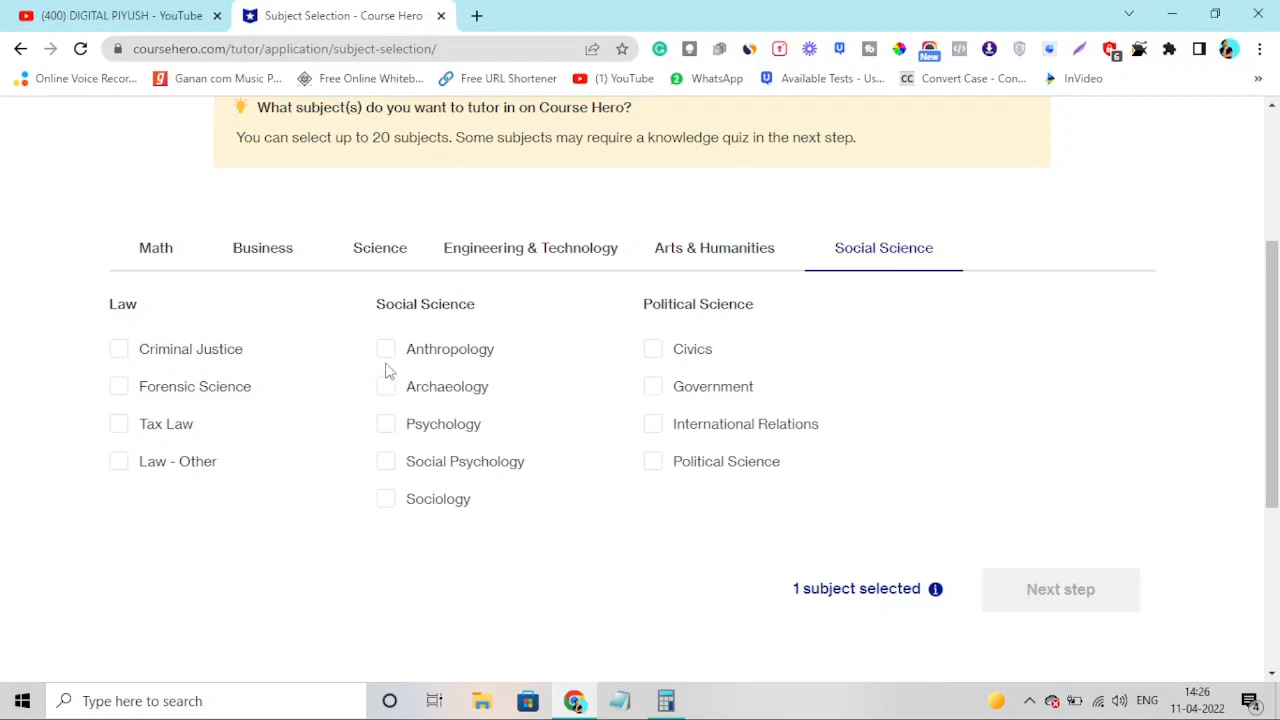 (400) DIGITAL PIYUSH - YouTube
Subject Selection - Course Hero
coursehero.com/tutor/application/subject-selection/
New
6
Online Voice Recor...
Ganan com Music P...
Free Online Whiteb...
Free URL Shortener
(1) YouTube
2
WhatsApp
Available Tests - Us...
CC
Convert Case - Con...
InVideo
»
What subject(s) do you want to tutor in on Course Hero?
You can select up to 20 subjects. Some subjects may require a knowledge quiz in the next step.
Math
Business
Science
Engineering & Technology
Arts & Humanities
Social Science
Law
Criminal Justice
Forensic Science
Tax Law
Law - Other
Social Science
Anthropology
Archaeology
Psychology
Social Psychology
Sociology
Political Science
Civics
Government
International Relations
Political Science
1 subject selected
Next step
Type here to search
ENG
14:26
11-04-2022
4